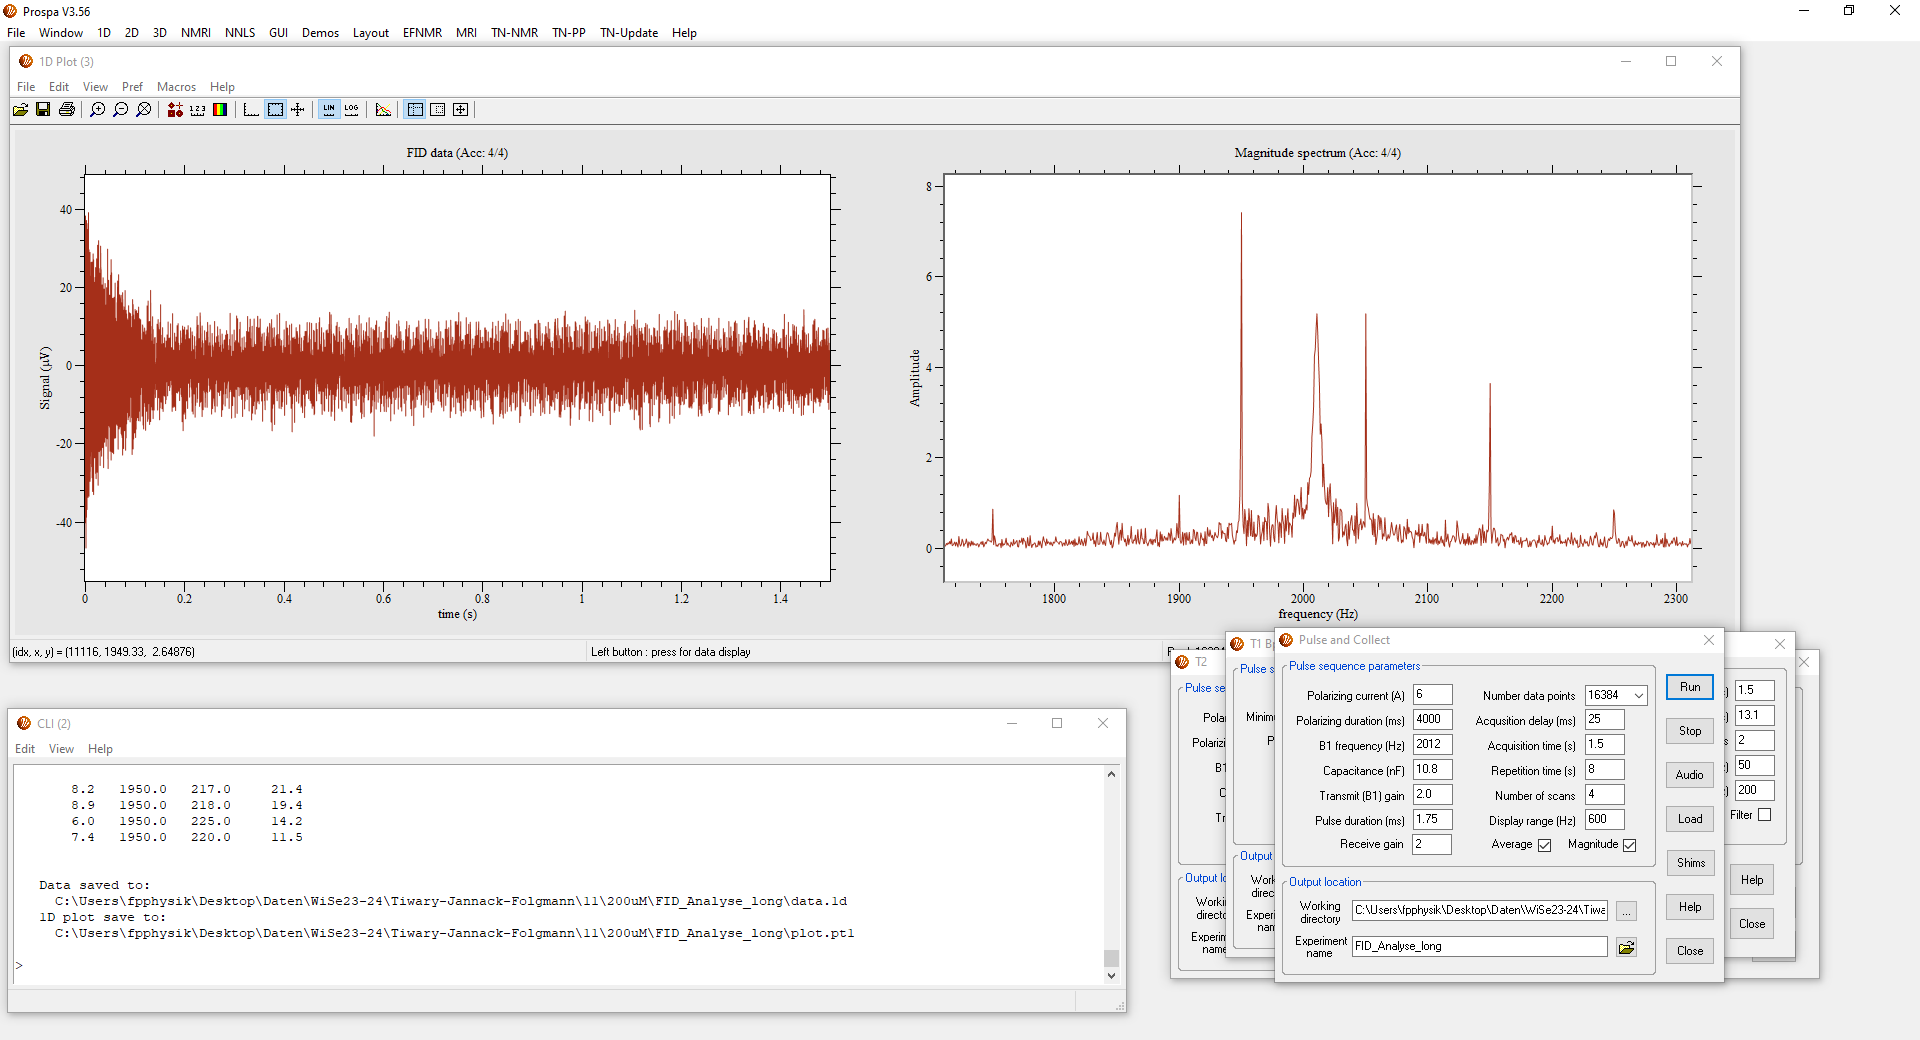 Prospa V3.56
File Window 1D 2D 3D NMRI NNLS GUI Demos Layout EFNMR MRI TN-NMR TN-PP TN-Update Help
1D Plot (3)
File Edit View Pref Macros Help
1 2 3 LIN LOG
FID data (Acc: 4/4)
40
20
0
-20
-40
Signal (µV)
0 0.2 0.4 0.6 0.8 1 1.2 1.4
time (s)
Magnitude spectrum (Acc: 4/4)
8
6
4
2
0
Amplitude
1800 1900 2000 2100 2200 2300
frequency (Hz)
(idx, x, y) = (11116, 1949.33, 2.64876)
Left button : press for data display
CLI (2)
Edit View Help
8.2 1950.0 217.0 21.4
8.9 1950.0 218.0 19.4
6.0 1950.0 225.0 14.2
7.4 1950.0 220.0 11.5
Data saved to:
C:\Users\fpphysik\Desktop\Daten\WiSe23-24\Tiwary-Jannack-Folgmann\11\200uM\FID_Analyse_long\data.1d
1D plot save to:
C:\Users\fpphysik\Desktop\Daten\WiSe23-24\Tiwary-Jannack-Folgmann\11\200uM\FID_Analyse_long\plot.pt1
>
T2
Pulse se
Pola
Polarizi
B1
C
Tr
Output lo
Worki
directo
Experim
name
T1 Bp
Pulse s
Minim
P
Output
Work
direc
Experi
nam
Pulse and Collect
Pulse sequence parameters
Polarizing current (A) 6
Polarizing duration (ms) 4000
B1 frequency (Hz) 2012
Capacitance (nF) 10.8
Transmit (B1) gain 2.0
Pulse duration (ms) 1.75
Receive gain 2
Number data points 16384
Acqusition delay (ms) 25
Acquisition time (s) 1.5
Repetition time (s) 8
Number of scans 4
Display range (Hz) 600
Average Magnitude
Output location
Working directory C:\Users\fpphysik\Desktop\Daten\WiSe23-24\Tiwa
...
Experiment name FID_Analyse_long
Run
Stop
Audio
Load
Shims
Help
Close
1.5
13.1
2
50
200
Filter
Help
Close